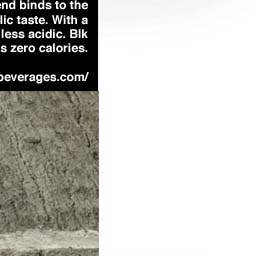 end binds to the
lic taste. With a
less acidic. Blk
s zero calories.
beverages.com/